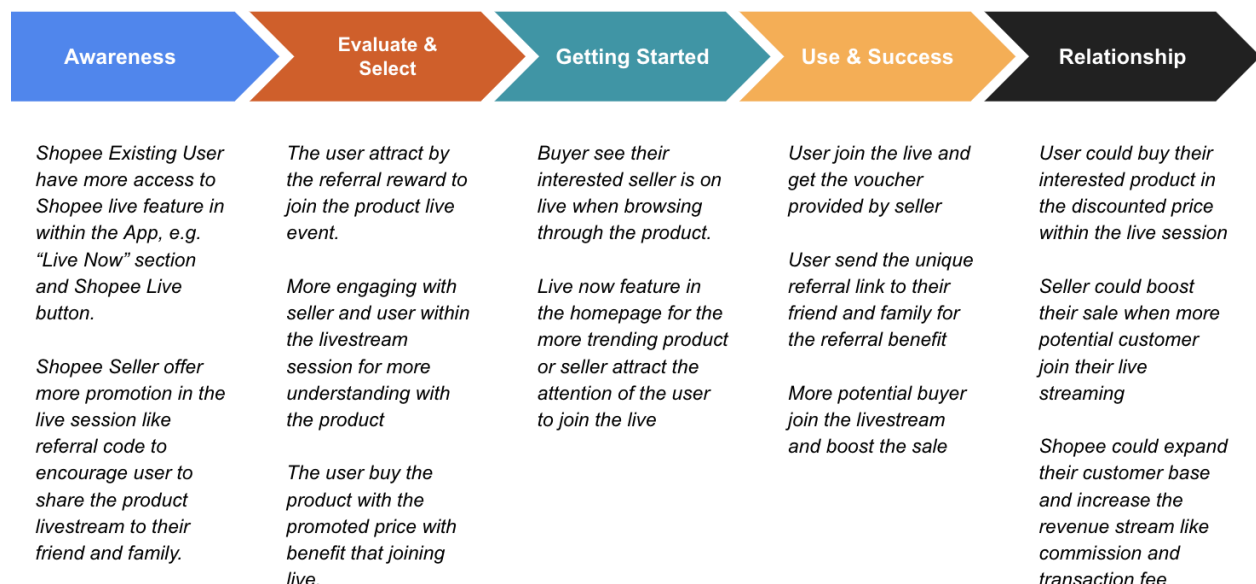 Awareness
Evaluate &
Select
Getting Started
Use & Success
Relationship
Shopee Existing User
have more access to
Shopee live feature in
within the App, e.g.
“Live Now” section
and Shopee Live
button.
Shopee Seller offer
more promotion in the
live session like
referral code to
encourage user to
share the product
livestream to their
friend and family.
The user attract by
the referral reward to
join the product live
event.
More engaging with
seller and user within
the livestream
session for more
understanding with
the product
The user buy the
product with the
promoted price with
benefit that joining
live.
Buyer see their
interested seller is on
live when browsing
through the product.
Live now feature in
the homepage for the
more trending product
or seller attract the
attention of the user
to join the live
User join the live and
get the voucher
provided by seller
User send the unique
referral link to their
friend and family for
the referral benefit
More potential buyer
join the livestream
and boost the sale
User could buy their
interested product in
the discounted price
within the live session
Seller could boost
their sale when more
potential customer
join their live
streaming
Shopee could expand
their customer base
and increase the
revenue stream like
commission and
transaction fee